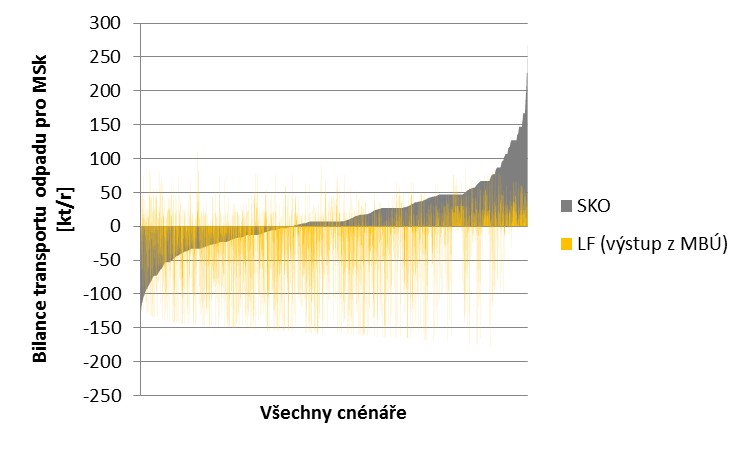 Bilance transportu odpadu pro MSk
[kt/r]
300
250
200
150
100
50
0
-50
-100
-150
-200
-250
Všechny cnénáře
SKO
LF (výstup z MBÚ)